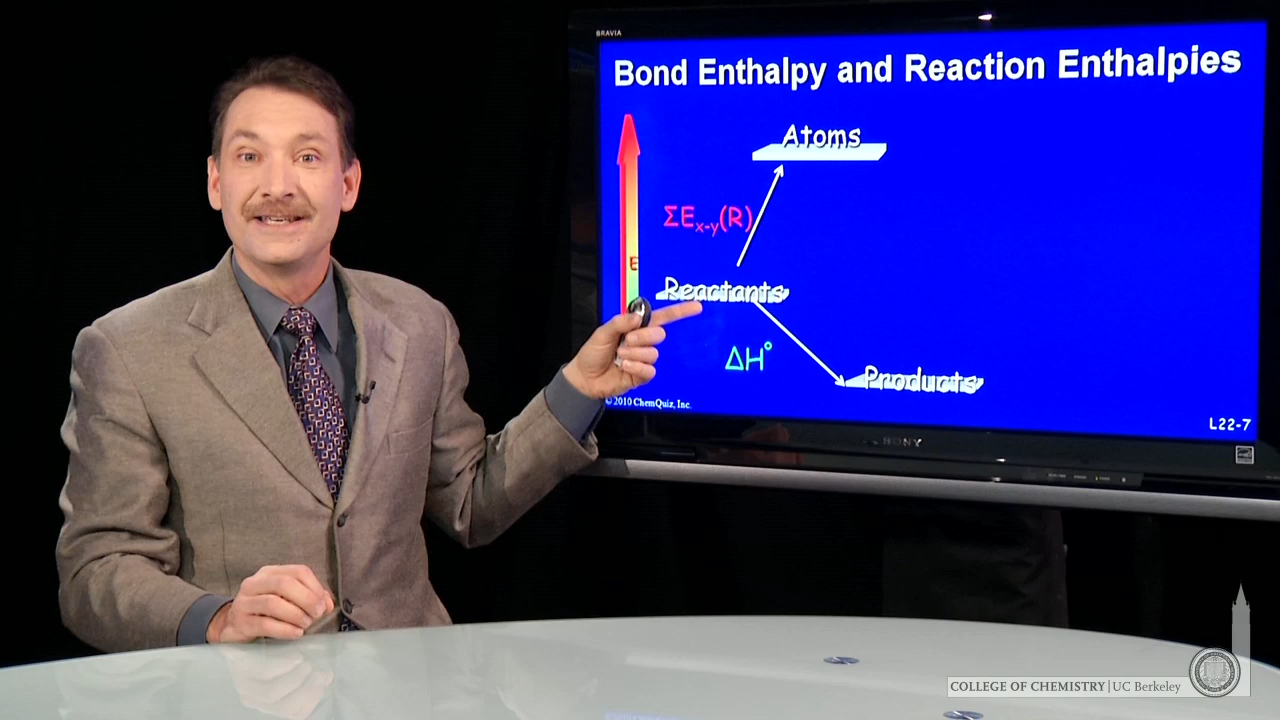 BRAVIA
Bond Enthalpy and Reaction Enthalpies
Atoms
ΣEx-y(R)
E
Reactants
ΔH°
Products
© 2010 ChemQuiz, Inc.
L22-7
SONY
COLLEGE OF CHEMISTRY | UC Berkeley